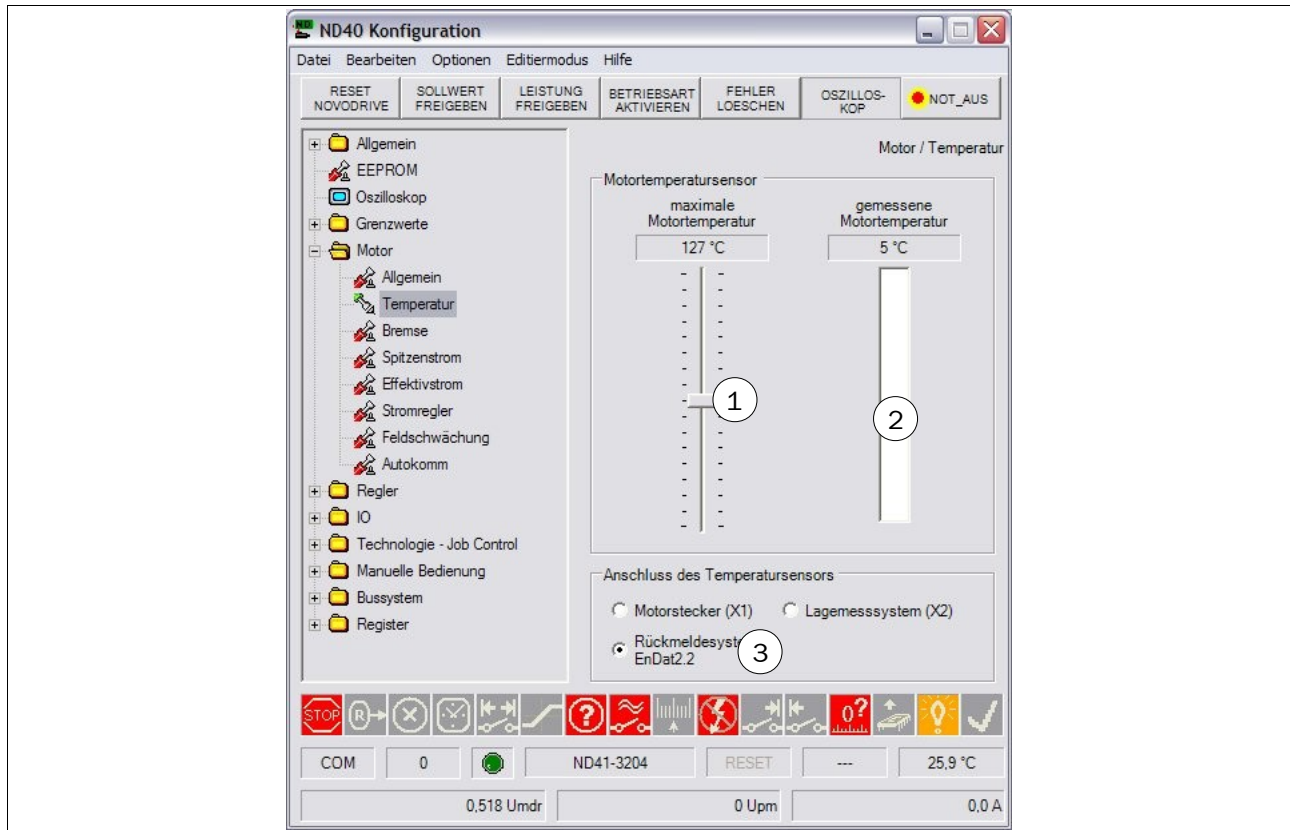 ND40 Konfiguration
Datei Bearbeiten Optionen Editiermodus Hilfe
RESET NOVODRIVE
SOLLWERT FREIGEBEN
LEISTUNG FREIGEBEN
BETRIEBSART AKTIVIEREN
FEHLER LOESCHEN
OSZILLOS- KOP
NOT_AUS
Allgemein
EEPROM
Oszilloskop
Grenzwerte
Motor
Allgemein
Temperatur
Bremse
Spitzenstrom
Effektivstrom
Stromregler
Feldschwächung
Autokomm
Regler
IO
Technologie - Job Control
Manuelle Bedienung
Bussystem
Register
Motor / Temperatur
Motortemperatursensor
maximale
Motortemperatur
127 °C
gemessene
Motortemperatur
5 °C
1
2
Anschluss des Temperatursensors
Motorstecker (X1) Lagemesssystem (X2)
Rückmeldesyst
EnDat2.2
3
STOP R ? 0?
COM 0 ND41-3204 RESET --- 25,9 °C
0,518 Umdr 0 Upm 0,0 A